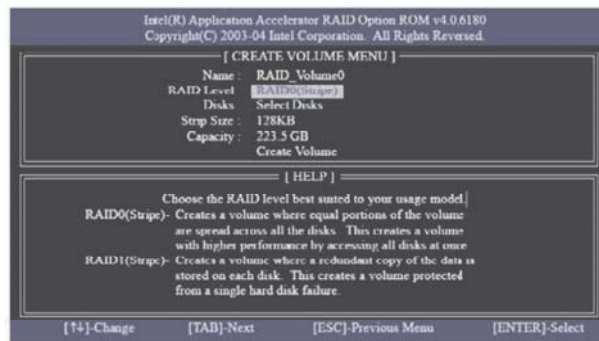 Intel(R) Application Accelerator RAID Option ROM v4.0.6180
Copyright(C) 2003-04 Intel Corporation. All Rights Reversed.
[ CREATE VOLUME MENU ]
Name : RAID_Volume0
RAID Level RAID0(Stripe)
Disks Select Disks
Strip Size : 128KB
Capacity : 223.5 GB
Create Volume
[ HELP ]
Choose the RAID level best suited to your usage model.
RAID0(Stripe)- Creates a volume where equal portions of the volume
are spread across all the disks. This creates a volume
with higher performance by accessing all disks at once
RAID1(Stripe)- Creates a volume where a redundant copy of the data is
stored on each disk. This creates a volume protected
from a single hard disk failure.
[↑↓]-Change [TAB]-Next [ESC]-Previous Menu [ENTER]-Select